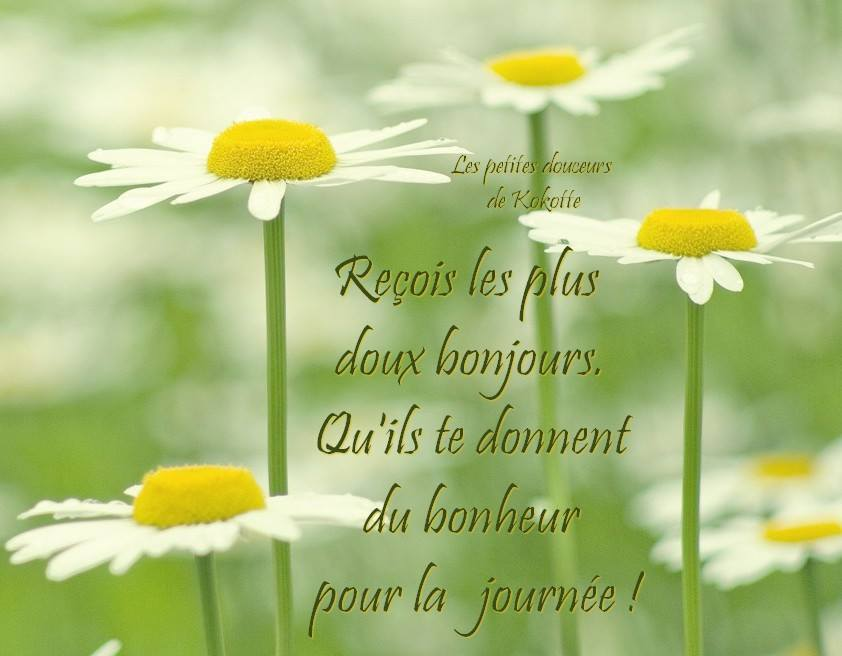 Les petites douceurs
de Kokotte
Reçois les plus
doux bonjours.
Qu'ils te donnent
du bonheur
pour la journée !